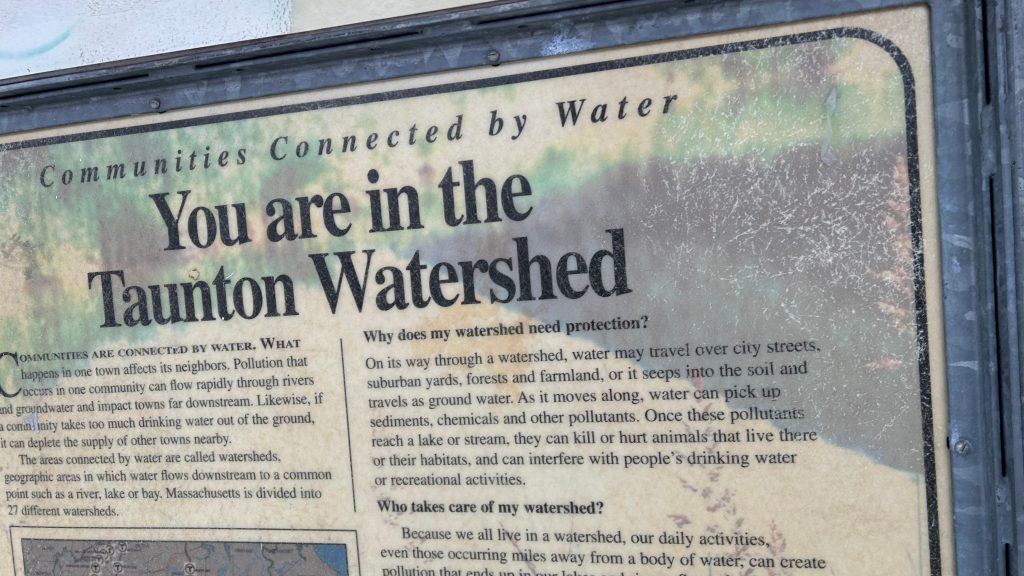 Communities Connected by Water
You are in the
Taunton Watershed
COMMUNITIES ARE CONNECTED BY WATER. WHAT
happens in one town affects its neighbors. Pollution that
occurs in one community can flow rapidly through rivers
and groundwater and impact towns far downstream. Likewise, if
a community takes too much drinking water out of the ground,
it can deplete the supply of other towns nearby.
The areas connected by water are called watersheds,
geographic areas in which water flows downstream to a common
point such as a river, lake or bay. Massachusetts is divided into
27 different watersheds.
Why does my watershed need protection?
On its way through a watershed, water may travel over city streets,
suburban yards, forests and farmland, or it seeps into the soil and
travels as ground water. As it moves along, water can pick up
sediments, chemicals and other pollutants. Once these pollutants
reach a lake or stream, they can kill or hurt animals that live there
or their habitats, and can interfere with people's drinking water
or recreational activities.
Who takes care of my watershed?
Because we all live in a watershed, our daily activities,
even those occurring miles away from a body of water, can create
pollution that ends up in our lakes and